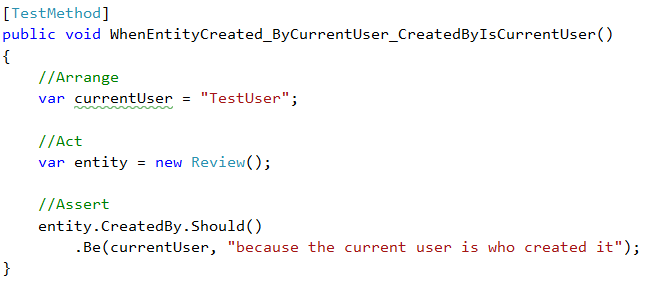 [TestMethod]
public void WhenEntityCreated_ByCurrentUser_CreatedByIsCurrentUser()
{
    //Arrange
    var currentUser = "TestUser";

    //Act
    var entity = new Review();

    //Assert
    entity.CreatedBy.Should()
        .Be(currentUser, "because the current user is who created it");
}